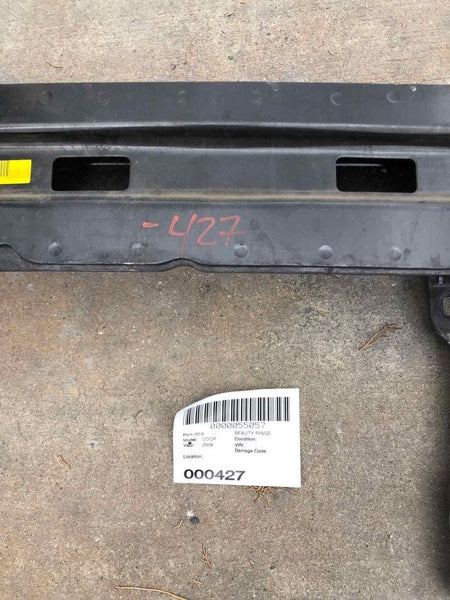 -427
0000055057
Part: BEA BEAUTY RINGS
Model: COOP Condition:
Year: 2009 VIN:
Damage Code:
Location:
000427